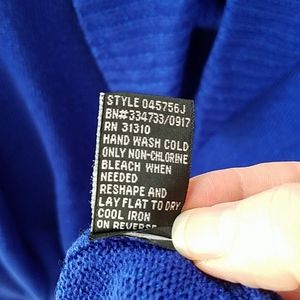 STYLE 045756J
BN#334733/0917
RN 31310
HAND WASH COLD
ONLY NON-CHLORINE
BLEACH WHEN
NEEDED
RESHAPE AND
LAY FLAT TO DRY
COOL IRON
ON REVERSE